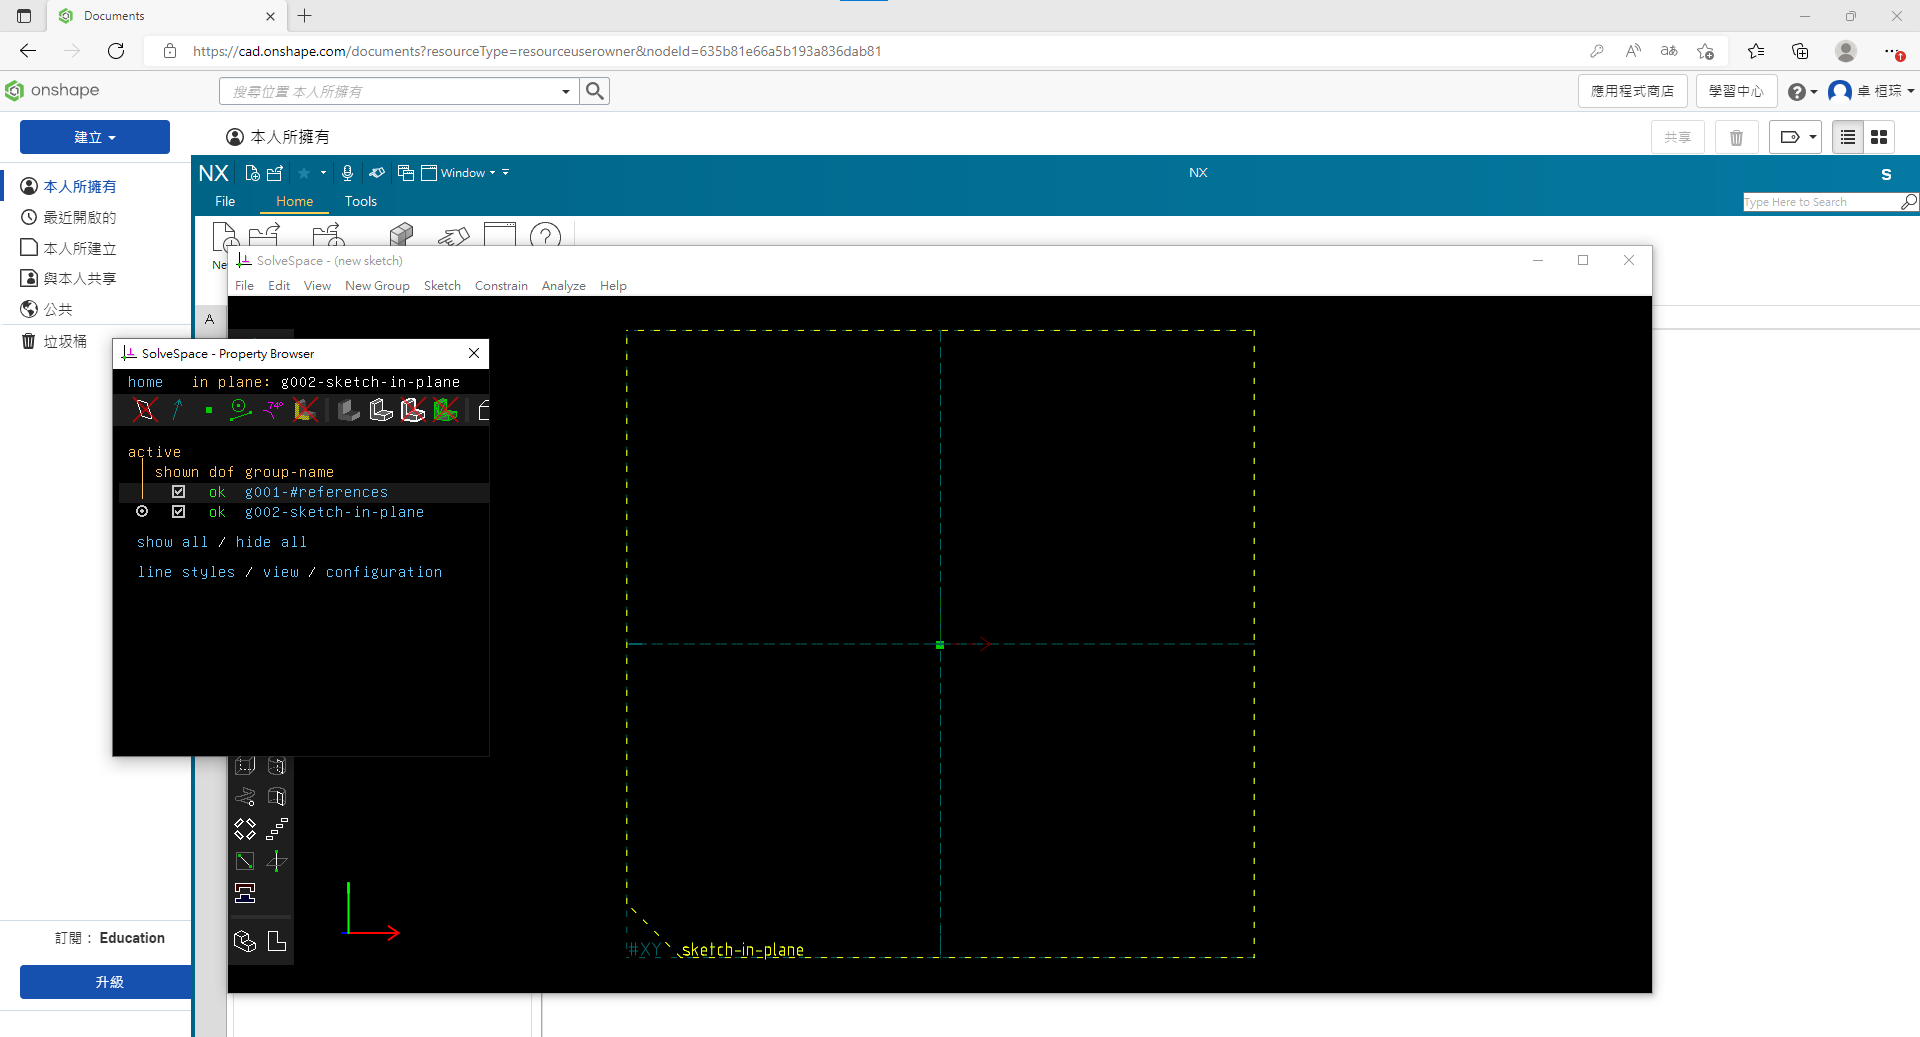 Documents
https://cad.onshape.com/documents?resourceType=resourceuserowner&nodeId=635b81e66a5b193a836dab81
onshape
搜尋位置 本人所擁有
應用程式商店
學習中心
卓 桓琮
建立
本人所擁有
共享
本人所擁有
最近開啟的
本人所建立
與本人共享
公共
垃圾桶
NX
Window
NX
S
File
Home
Tools
Type Here to Search
Ne
A
SolveSpace - (new sketch)
File
Edit
View
New Group
Sketch
Constrain
Analyze
Help
SolveSpace - Property Browser
home in plane: g002-sketch-in-plane
74°
active
shown dof group-name
ok g001-#references
ok g002-sketch-in-plane
show all / hide all
line styles / view / configuration
#XY
sketch-in-plane
訂閱： Education
升級